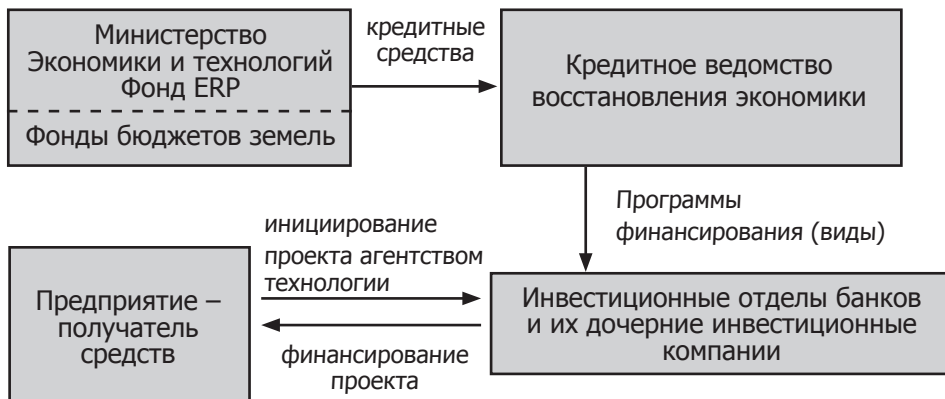 Министерство
Экономики и технологий
Фонд ERP
Фонды бюджетов земель
кредитные
средства
Кредитное ведомство
восстановления экономики
Программы
финансирования (виды)
инициирование
проекта агентством
технологии
Предприятие –
получатель
средств
финансирование
проекта
Инвестиционные отделы банков
и их дочерние инвестиционные
компании